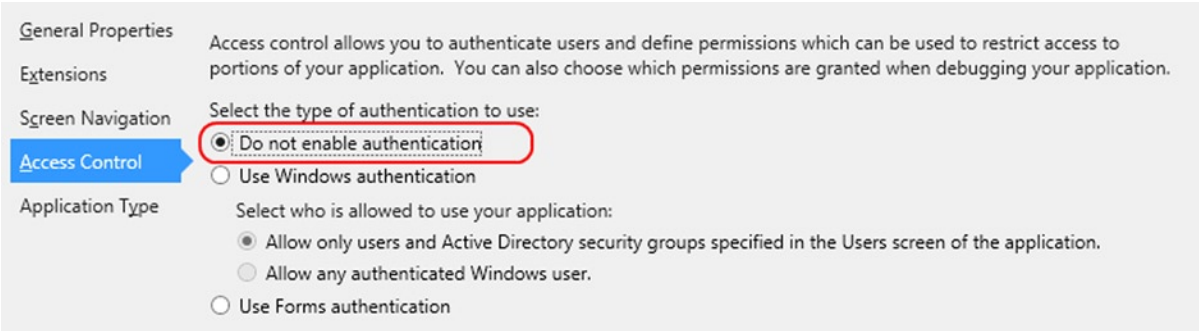 General Properties
Extensions
Screen Navigation
Access Control
Application Type
Access control allows you to authenticate users and define permissions which can be used to restrict access to
portions of your application.  You can also choose which permissions are granted when debugging your application.
Select the type of authentication to use:
Do not enable authentication
Use Windows authentication
Select who is allowed to use your application:
Allow only users and Active Directory security groups specified in the Users screen of the application.
Allow any authenticated Windows user.
Use Forms authentication